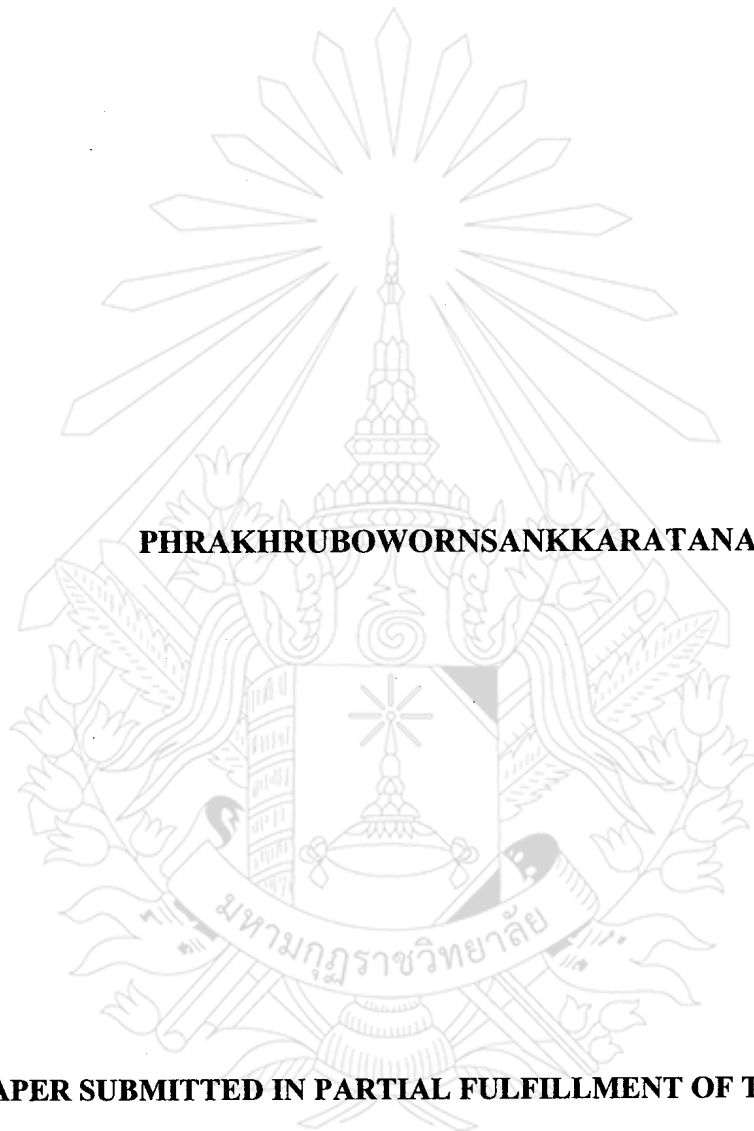 PHRAKHRUBOWORNSANKKARATANA
มหามกุฏราชวิทยาลัย
APER SUBMITTED IN PARTIAL FULFILLMENT OF T